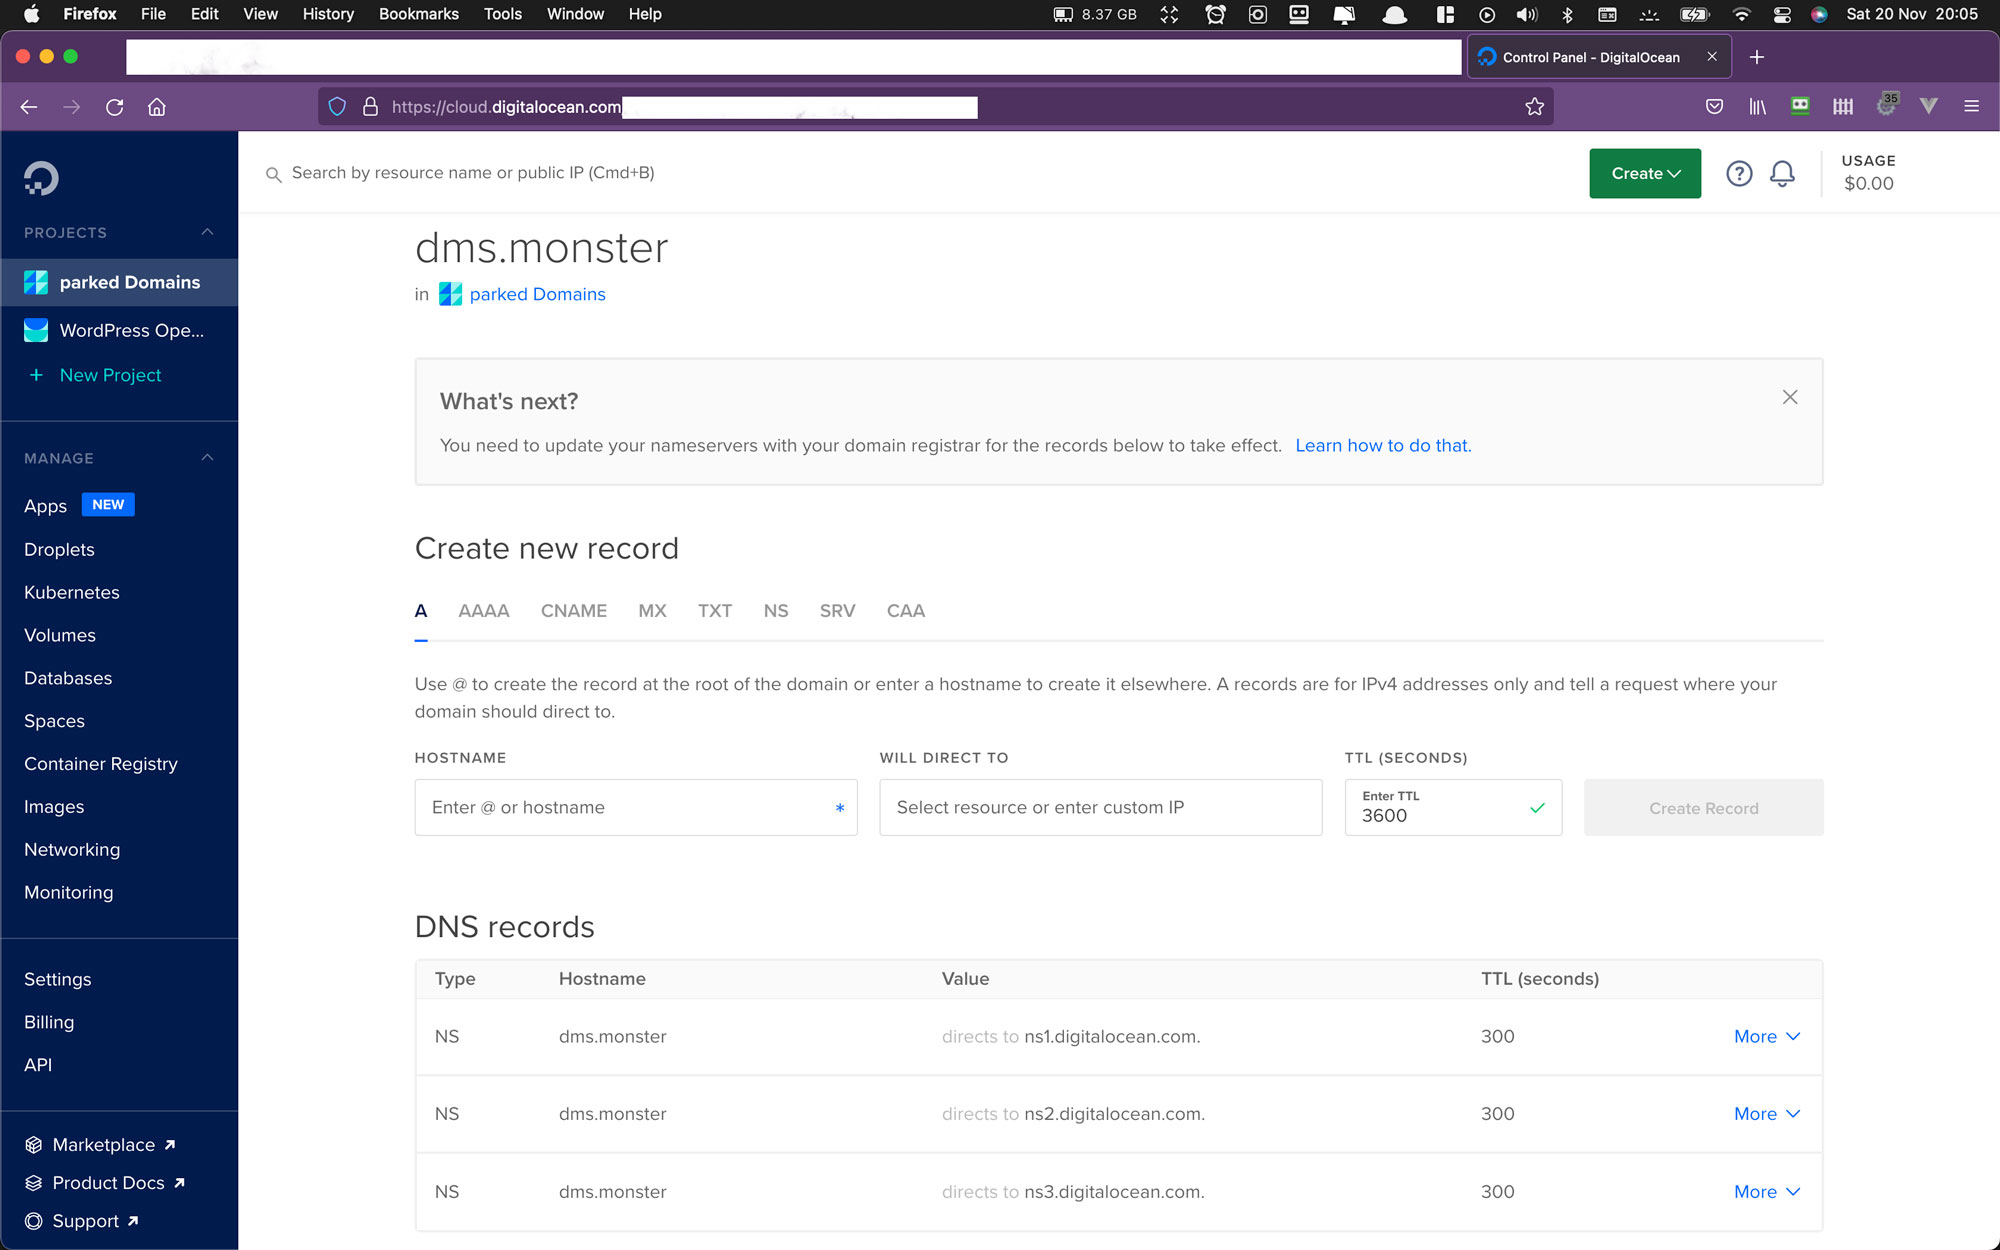 Firefox File Edit View History Bookmarks Tools Window Help 8.37 GB Sat 20 Nov 20:05
Control Panel - DigitalOcean
https://cloud.digitalocean.com
35
Search by resource name or public IP (Cmd+B)
Create
USAGE
$0.00
PROJECTS
parked Domains
WordPress Ope...
+ New Project
MANAGE
Apps NEW
Droplets
Kubernetes
Volumes
Databases
Spaces
Container Registry
Images
Networking
Monitoring
Settings
Billing
API
Marketplace
Product Docs
Support
dms.monster
in parked Domains
What's next?
You need to update your nameservers with your domain registrar for the records below to take effect. Learn how to do that.
Create new record
A AAAA CNAME MX TXT NS SRV CAA
Use @ to create the record at the root of the domain or enter a hostname to create it elsewhere. A records are for IPv4 addresses only and tell a request where your
domain should direct to.
HOSTNAME WILL DIRECT TO TTL (SECONDS)
Enter @ or hostname *
Select resource or enter custom IP
Enter TTL
3600
Create Record
DNS records
Type Hostname Value TTL (seconds)
NS dms.monster directs to ns1.digitalocean.com. 300 More
NS dms.monster directs to ns2.digitalocean.com. 300 More
NS dms.monster directs to ns3.digitalocean.com. 300 More